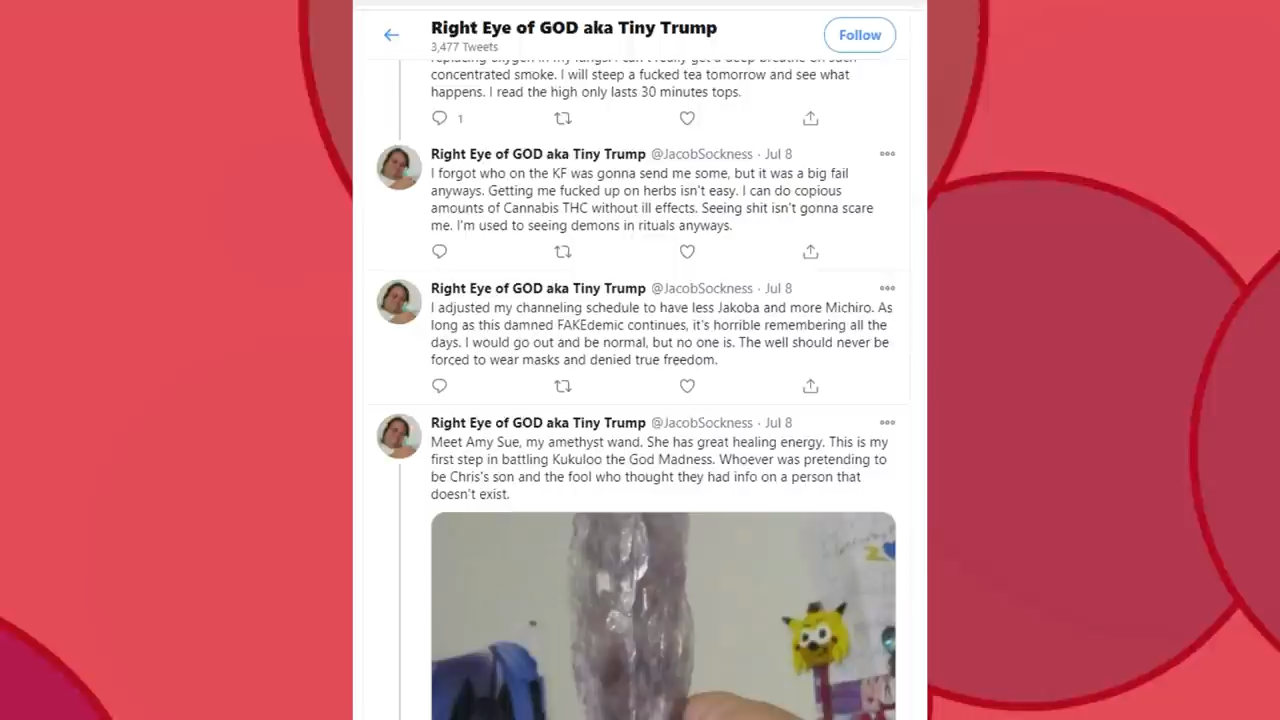 Right Eye of GOD aka Tiny Trump
3,477 Tweets
Follow
concentrated smoke. I will steep a fucked tea tomorrow and see what
happens. I read the high only lasts 30 minutes tops.
1
Right Eye of GOD aka Tiny Trump @JacobSockness · Jul 8
I forgot who on the KF was gonna send me some, but it was a big fail
anyways. Getting me fucked up on herbs isn't easy. I can do copious
amounts of Cannabis THC without ill effects. Seeing shit isn't gonna scare
me. I'm used to seeing demons in rituals anyways.
Right Eye of GOD aka Tiny Trump @JacobSockness · Jul 8
I adjusted my channeling schedule to have less Jakoba and more Michiro. As
long as this damned FAKEdemic continues, it's horrible remembering all the
days. I would go out and be normal, but no one is. The well should never be
forced to wear masks and denied true freedom.
Right Eye of GOD aka Tiny Trump @JacobSockness · Jul 8
Meet Amy Sue, my amethyst wand. She has great healing energy. This is my
first step in battling Kukuloo the God Madness. Whoever was pretending to
be Chris's son and the fool who thought they had info on a person that
doesn't exist.